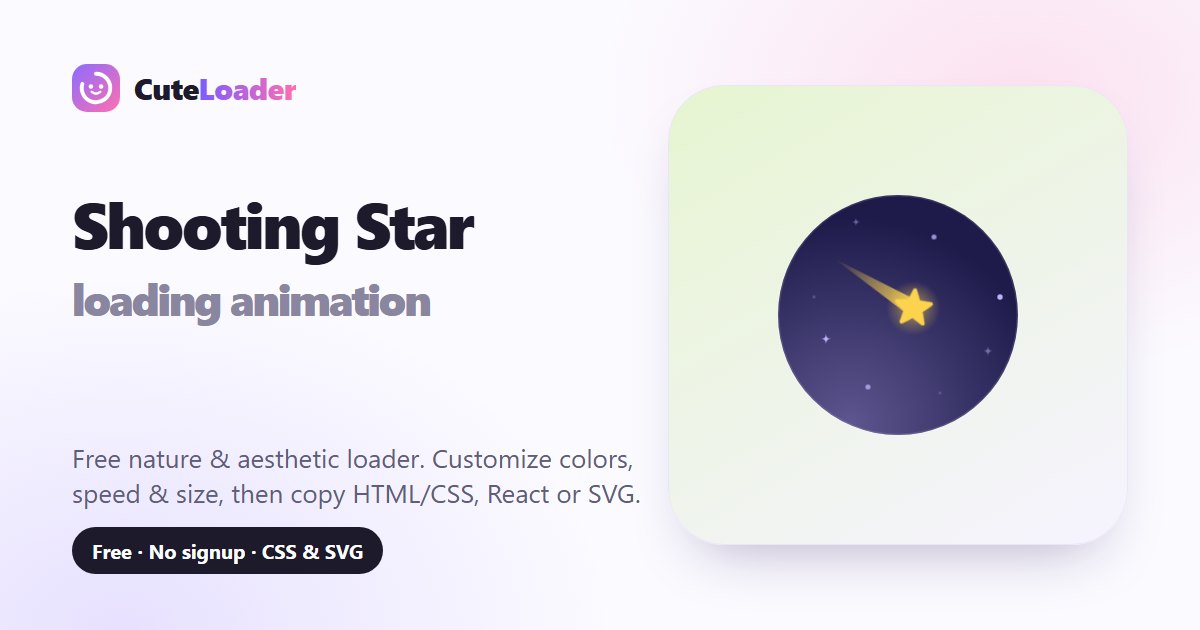 CuteLoader
Shooting Star
loading animation
Free nature & aesthetic loader. Customize colors,
speed & size, then copy HTML/CSS, React or SVG.
Free · No signup · CSS & SVG